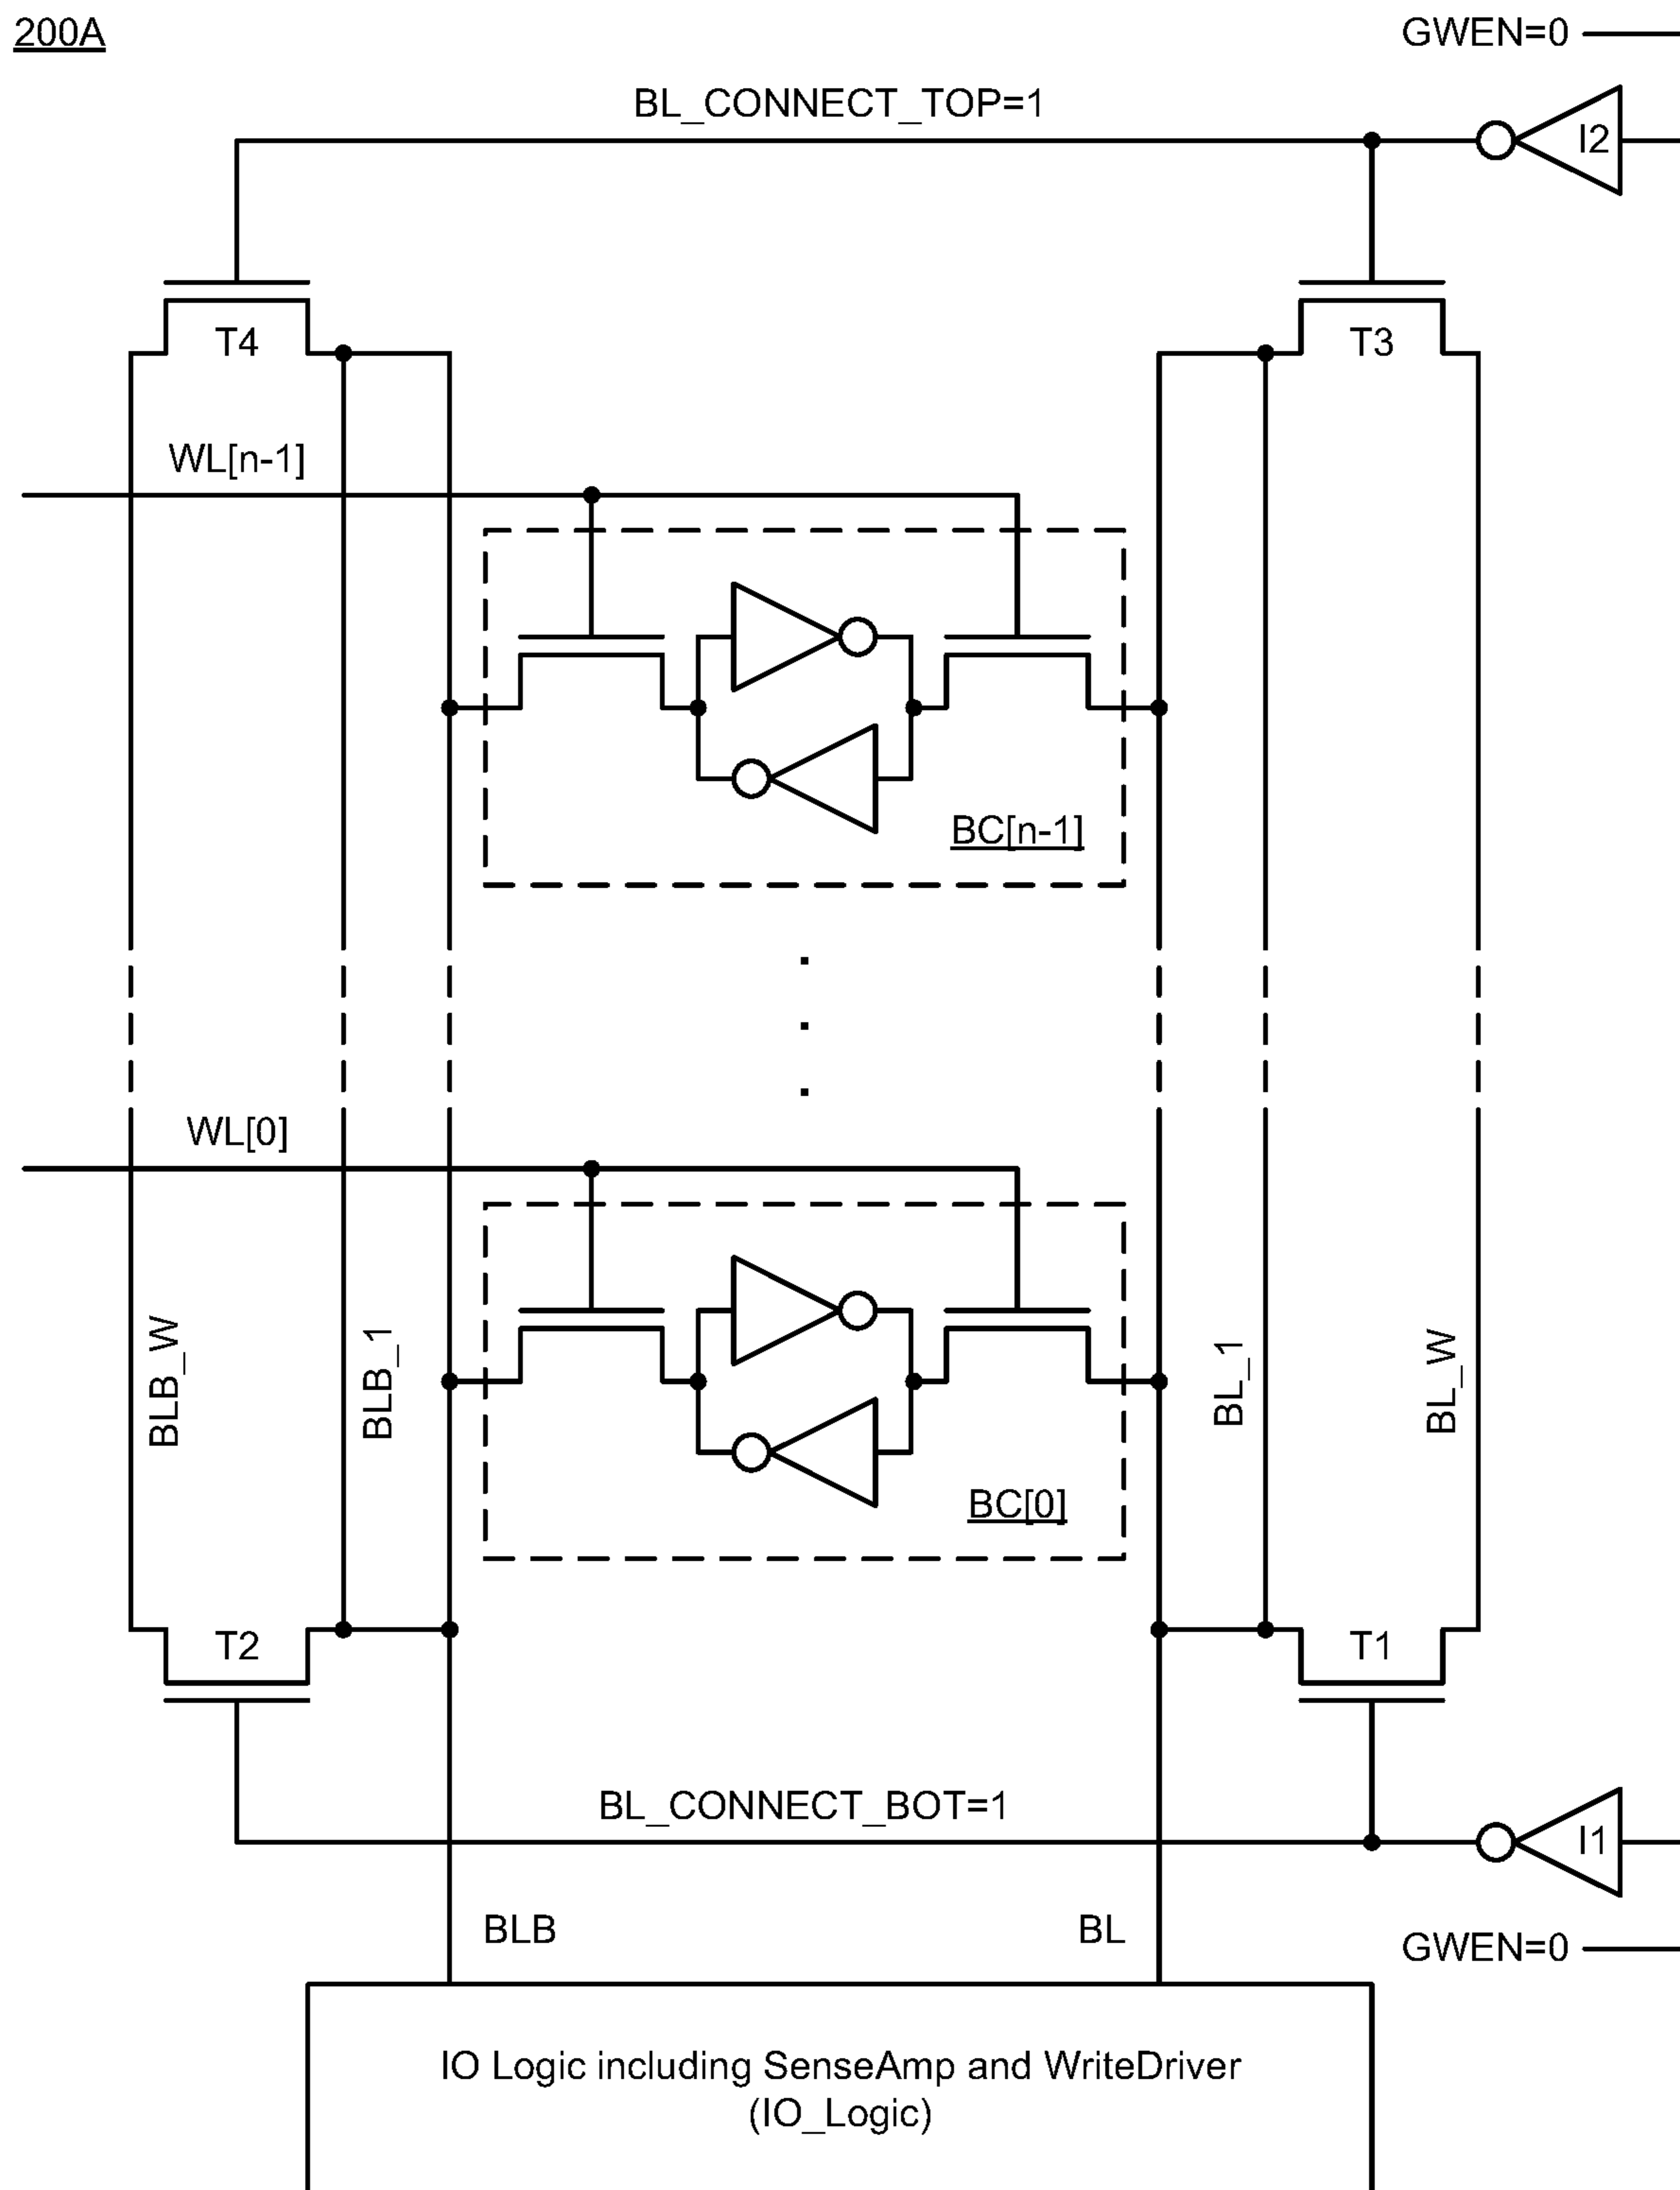 200A
GWEN=0
BL_CONNECT_TOP=1
I2
T4
T3
WL[n-1]
BC[n-1]
WL[0]
BLB_W
BLB_1
BL_1
BL_W
BC[0]
T2
T1
BL_CONNECT_BOT=1
I1
BLB
BL
GWEN=0
IO Logic including SenseAmp and WriteDriver
(IO_Logic)